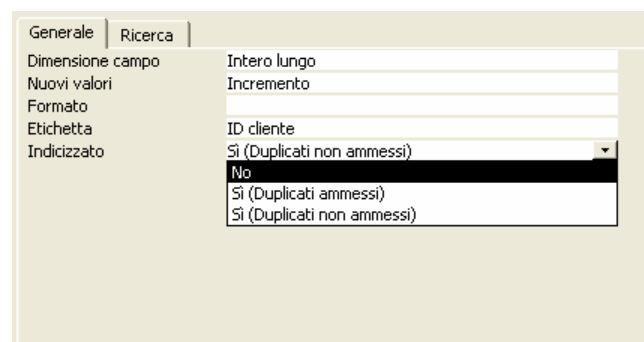 Generale Ricerca
Dimensione campo Intero lungo
Nuovi valori Incremento
Formato
Etichetta ID cliente
Indicizzato Sì (Duplicati non ammessi)
No
Sì (Duplicati ammessi)
Sì (Duplicati non ammessi)